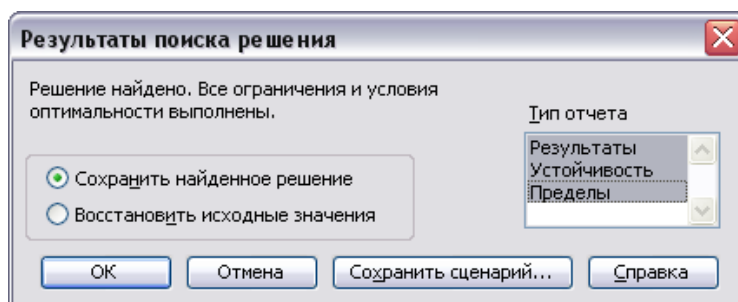 Результаты поиска решения
Решение найдено. Все ограничения и условия
оптимальности выполнены.
Тип отчета
Результаты
Устойчивость
Пределы
Сохранить найденное решение
Восстановить исходные значения
ОК
Отмена
Сохранить сценарий...
Справка